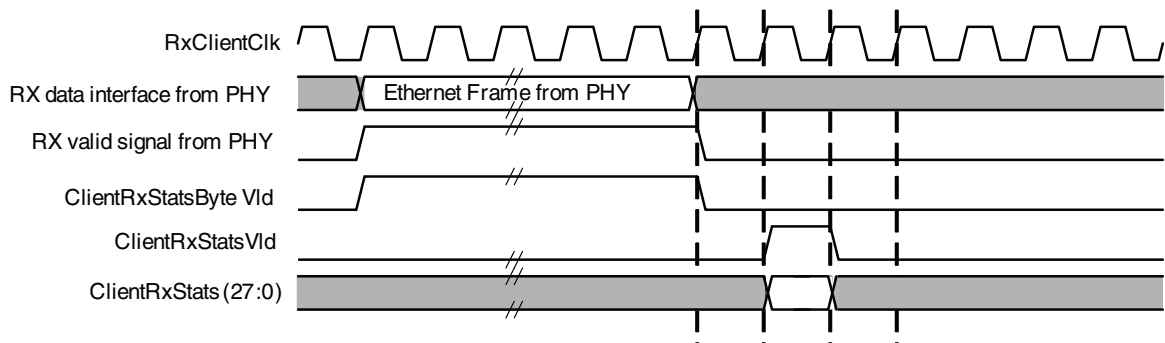 RxClientClk
RX data interface from PHY
Ethernet Frame from PHY
RX valid signal from PHY
ClientRxStatsByte Vld
ClientRxStatsVld
ClientRxStats (27:0)